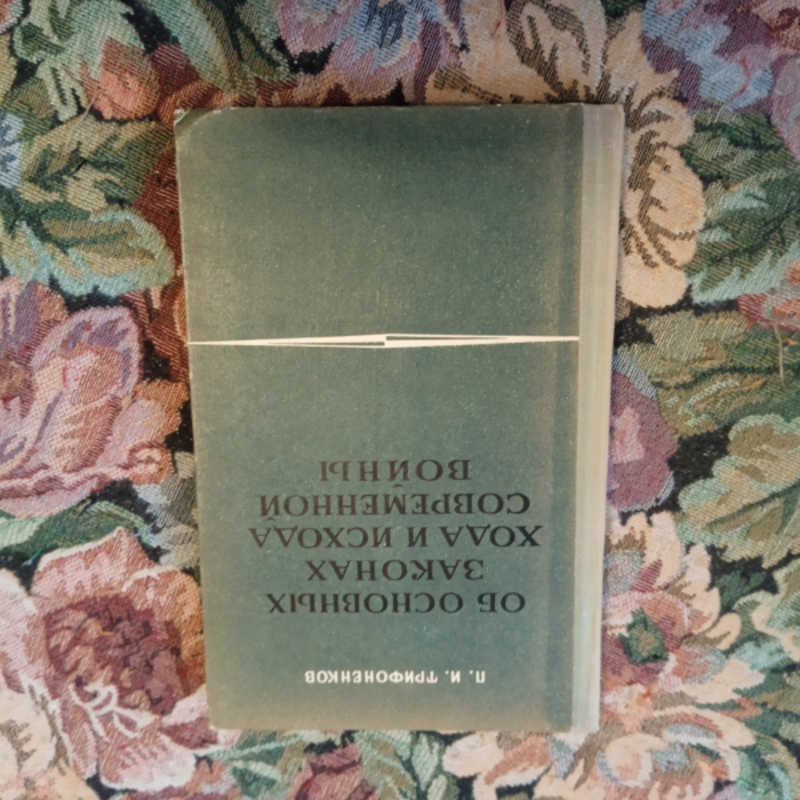 П. И. ТРИФОНЕНКОВ
ОБ ОСНОВНЫХ
ЗАКОНАХ
ХОДА И ИСХОДА
СОВРЕМЕННОЙ
ВОЙНЫ